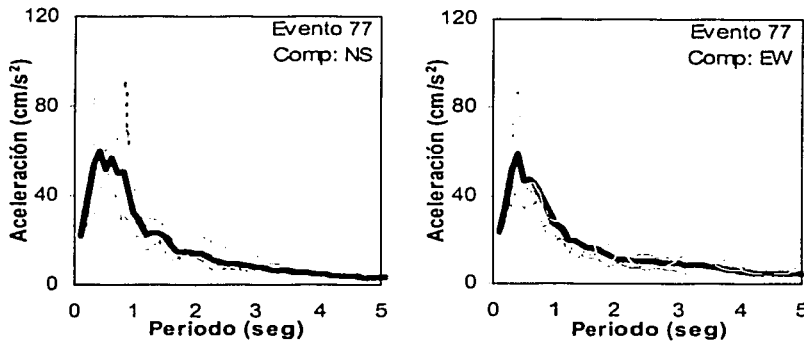 120
80
40
0
Aceleración (cm/s²)
Evento 77
Comp: NS
0 1 2 3 4 5
Periodo (seg)
120
80
40
0
Aceleración (cm/s²)
Evento 77
Comp: EW
0 1 2 3 4 5
Periodo (seg)